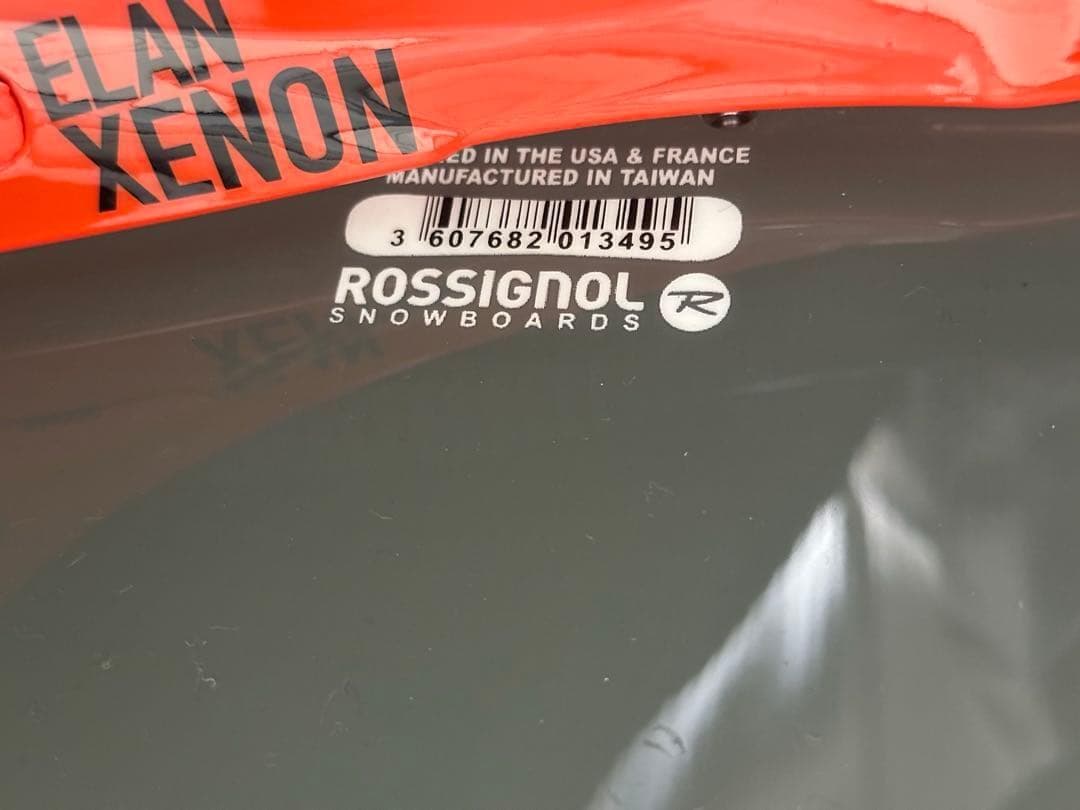 ELAN
XENON
IN THE USA & FRANCE
MANUFACTURED IN TAIWAN
3 607682 013495
ROSSIGNOL R
SNOWBOARDS